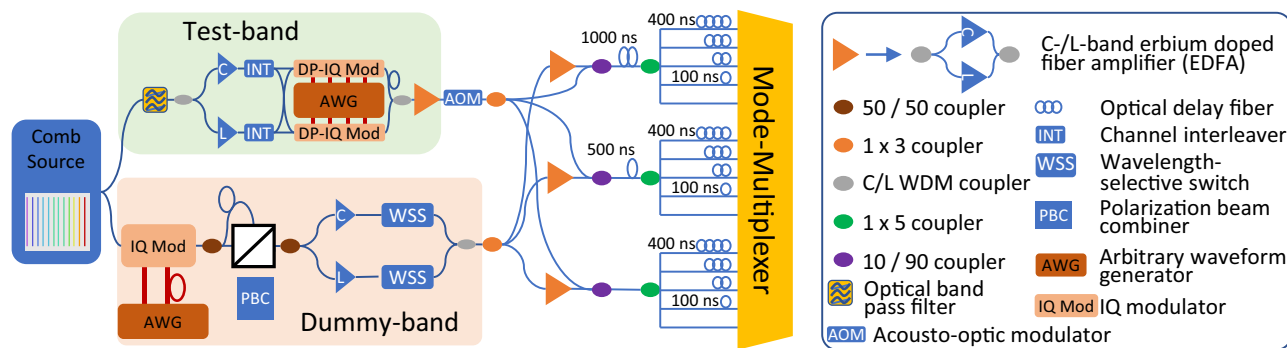 Test-band
C
INT
DP-IQ Mod
AWG
L
INT
DP-IQ Mod
AOM
Comb
Source
IQ Mod
AWG
PBC
C
WSS
L
WSS
Dummy-band
1000 ns
500 ns
400 ns
100 ns
400 ns
100 ns
400 ns
100 ns
Mode-Multiplexer
C
L
C-/L-band erbium doped
fiber amplifier (EDFA)
50 / 50 coupler
1 x 3 coupler
C/L WDM coupler
1 x 5 coupler
10 / 90 coupler
Optical band
pass filter
AOM Acousto-optic modulator
Optical delay fiber
INT Channel interleaver
WSS Wavelength-
selective switch
PBC Polarization beam
combiner
AWG Arbitrary waveform
generator
IQ Mod IQ modulator